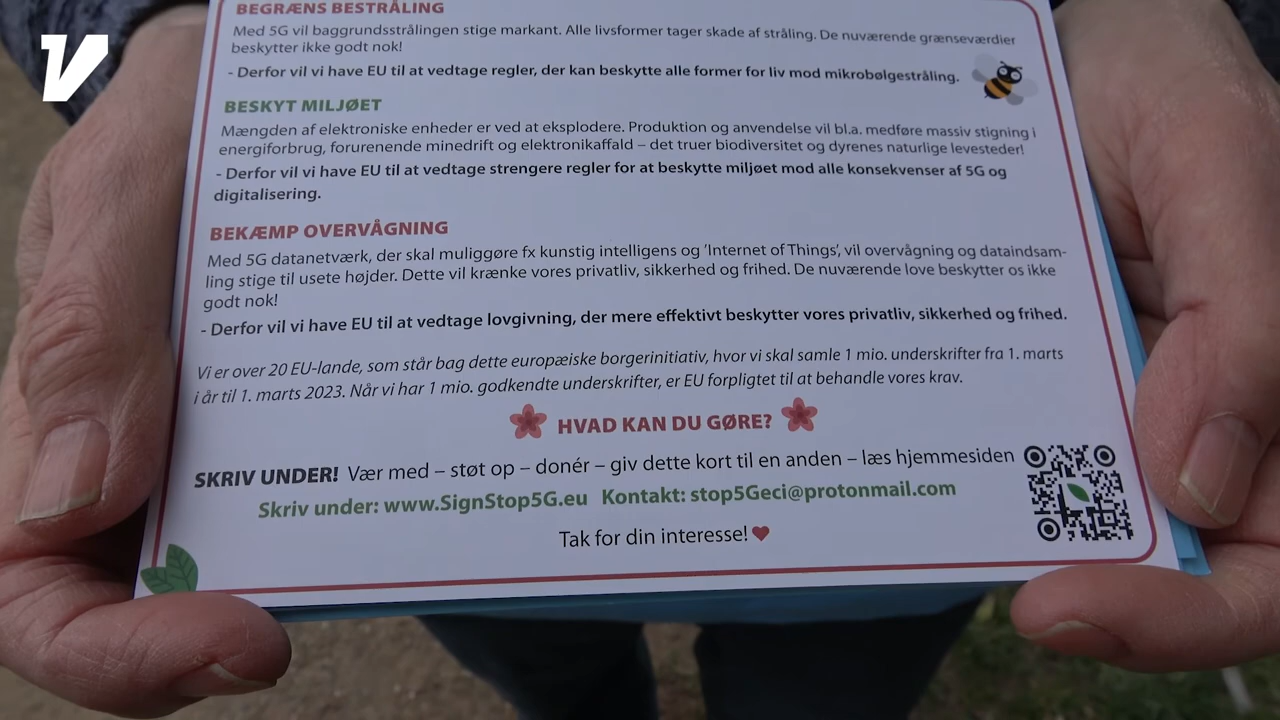 V
BEGRÆNS BESTRÅLING
Med 5G vil baggrundsstrålingen stige markant. Alle livsformer tager skade af stråling. De nuværende grænseværdier
beskytter ikke godt nok!
- Derfor vil vi have EU til at vedtage regler, der kan beskytte alle former for liv mod mikrobølgestråling.
BESKYT MILJØET
Mængden af elektroniske enheder er ved at eksplodere. Produktion og anvendelse vil bl.a. medføre massiv stigning i
energiforbrug, forurenende minedrift og elektronikaffald – det truer biodiversitet og dyrenes naturlige levesteder!
- Derfor vil vi have EU til at vedtage strengere regler for at beskytte miljøet mod alle konsekvenser af 5G og
digitalisering.
BEKÆMP OVERVÅGNING
Med 5G datanetværk, der skal muliggøre fx kunstig intelligens og ’Internet of Things’, vil overvågning og dataindsam-
ling stige til usete højder. Dette vil krænke vores privatliv, sikkerhed og frihed. De nuværende love beskytter os ikke
godt nok!
- Derfor vil vi have EU til at vedtage lovgivning, der mere effektivt beskytter vores privatliv, sikkerhed og frihed.
Vi er over 20 EU-lande, som står bag dette europæiske borgerinitiativ, hvor vi skal samle 1 mio. underskrifter fra 1. marts
i år til 1. marts 2023. Når vi har 1 mio. godkendte underskrifter, er EU forpligtet til at behandle vores krav.
HVAD KAN DU GØRE?
SKRIV UNDER! Vær med – støt op – donér – giv dette kort til en anden – læs hjemmesiden
Skriv under: www.SignStop5G.eu Kontakt: stop5Geci@protonmail.com
Tak for din interesse!